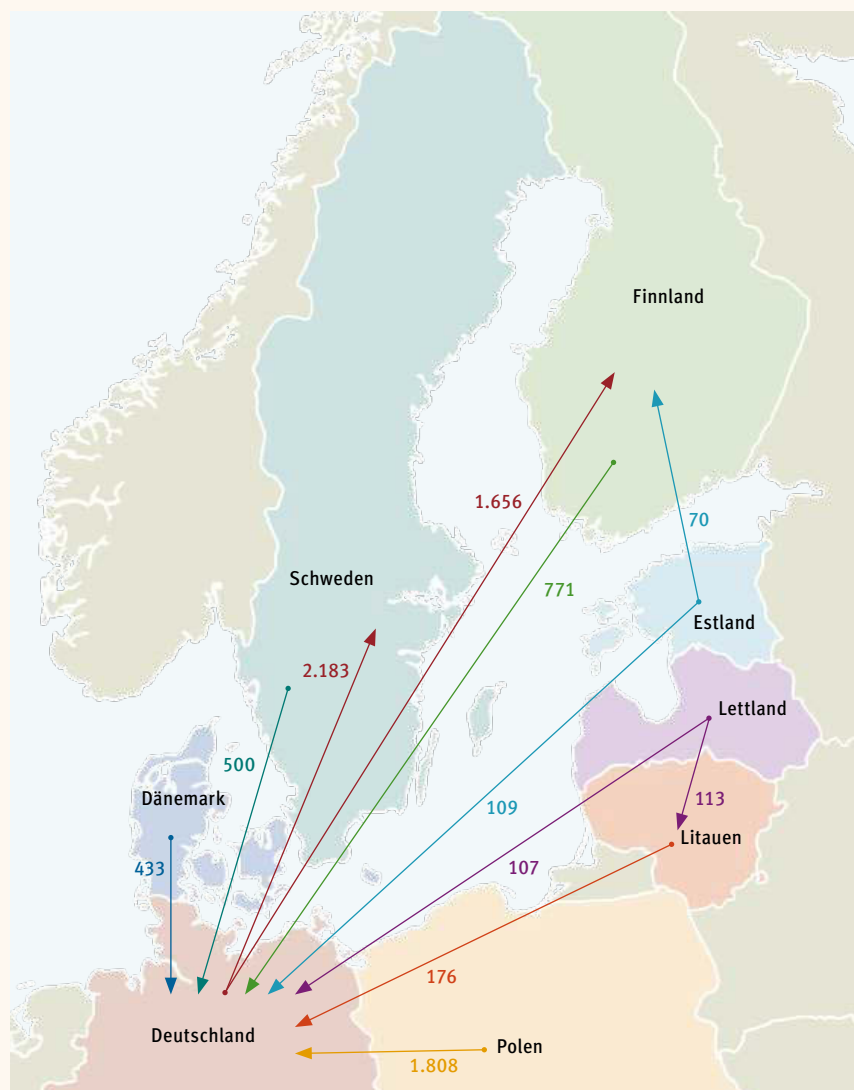 Finnland
1.656
70
Schweden
771
Estland
2.183
Lettland
500
Dänemark
109
113
Litauen
433
107
176
Deutschland
Polen
1.808